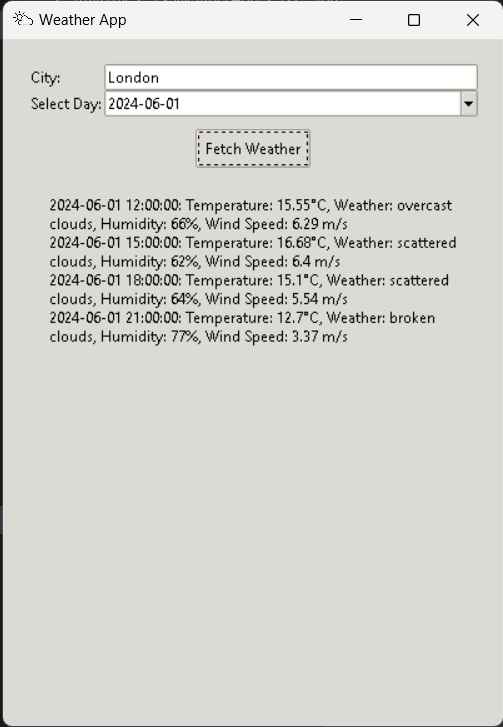 Weather App
City: London
Select Day: 2024-06-01
Fetch Weather
2024-06-01 12:00:00: Temperature: 15.55°C, Weather: overcast
clouds, Humidity: 66%, Wind Speed: 6.29 m/s
2024-06-01 15:00:00: Temperature: 16.68°C, Weather: scattered
clouds, Humidity: 62%, Wind Speed: 6.4 m/s
2024-06-01 18:00:00: Temperature: 15.1°C, Weather: scattered
clouds, Humidity: 64%, Wind Speed: 5.54 m/s
2024-06-01 21:00:00: Temperature: 12.7°C, Weather: broken
clouds, Humidity: 77%, Wind Speed: 3.37 m/s